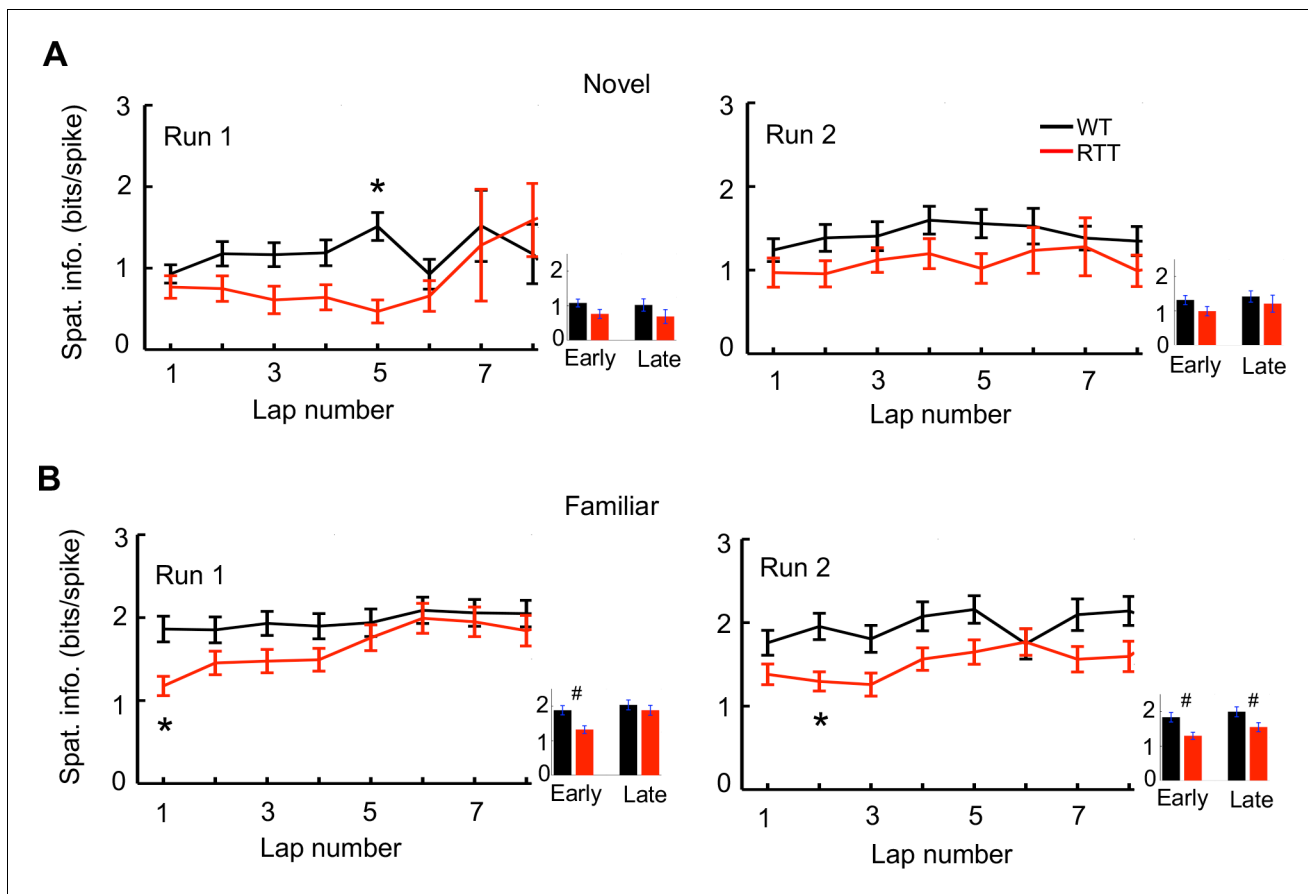 A
Novel
Spat. info. (bits/spike)
3
2
1
0
Run 1
*
1 3 5 7
Lap number
2
1
0
Early Late
3
2
1
0
Run 2
WT
RTT
1 3 5 7
Lap number
2
1
0
Early Late
B
Familiar
Spat. info. (bits/spike)
3
2
1
0
Run 1
*
1 3 5 7
Lap number
2
1
0
#
Early Late
3
2
1
0
Run 2
*
1 3 5 7
Lap number
2
1
0
# #
Early Late